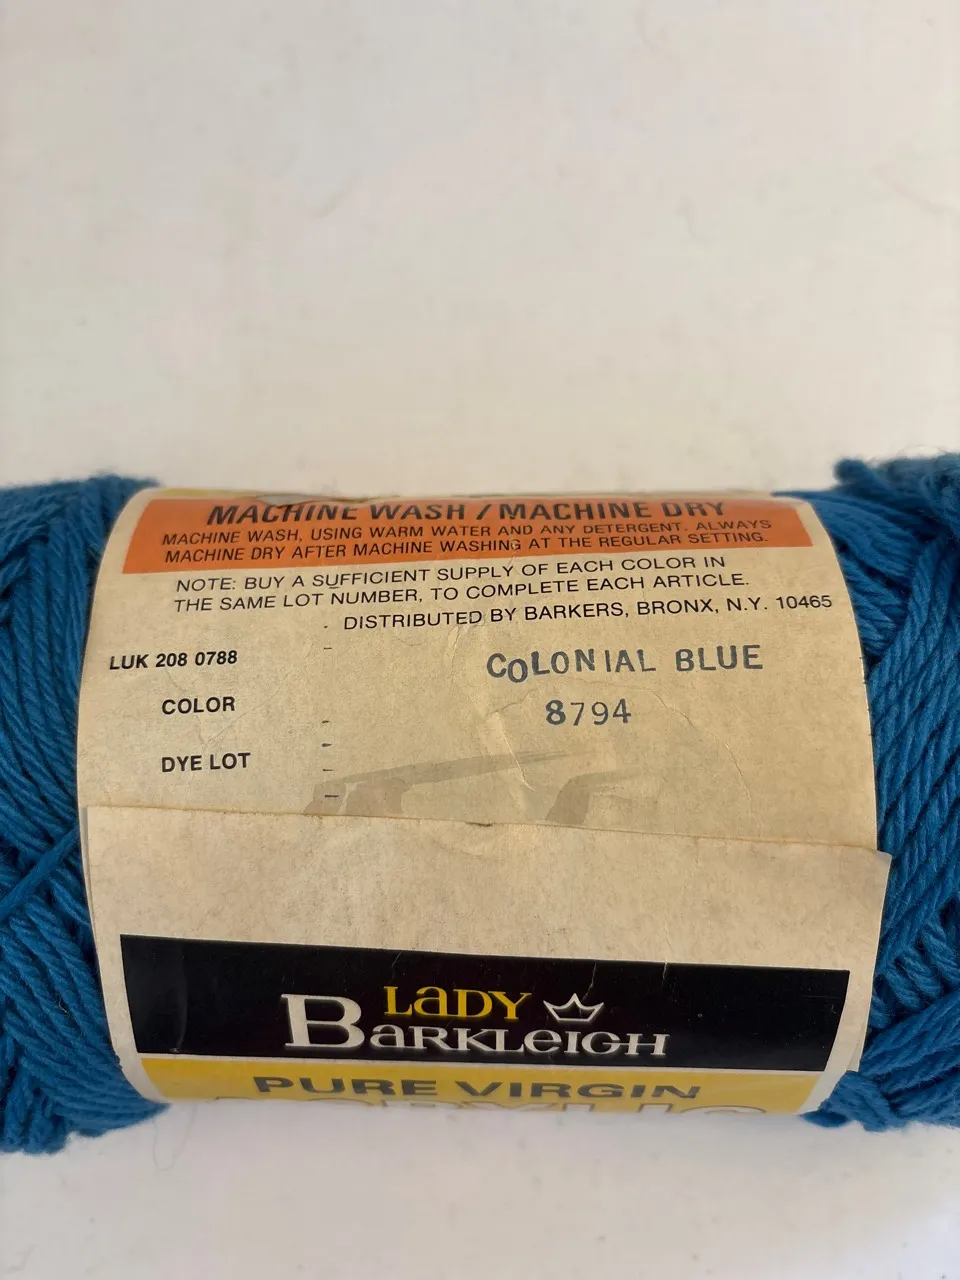 MACHINE WASH / MACHINE DRY
MACHINE WASH, USING WARM WATER AND ANY DETERGENT. ALWAYS
MACHINE DRY AFTER MACHINE WASHING AT THE REGULAR SETTING.
NOTE: BUY A SUFFICIENT SUPPLY OF EACH COLOR IN
THE SAME LOT NUMBER, TO COMPLETE EACH ARTICLE.
DISTRIBUTED BY BARKERS, BRONX, N.Y. 10465
LUK 208 0788
COLONIAL BLUE
COLOR
8794
DYE LOT
LADY
BARKLEIGH
PURE VIRGIN
ACRYLIC